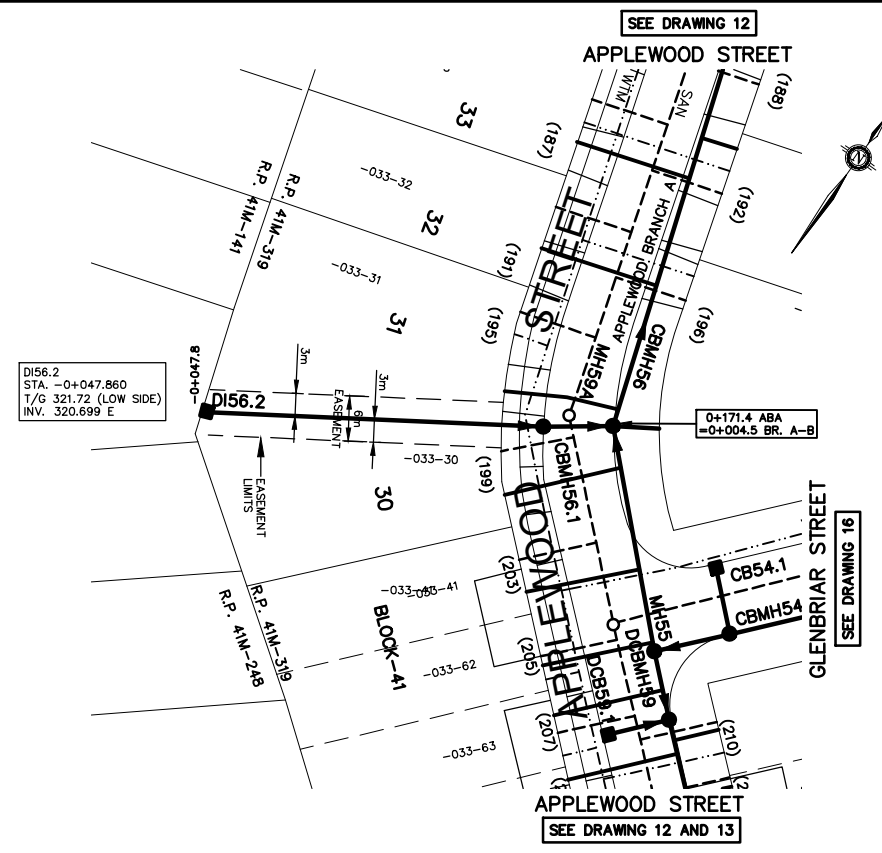 SEE DRAWING 12
APPLEWOOD STREET
(188)
TWTM
SAN
33
(187)
R.P. 41M-319
R.P. 41M-141
-033-32
32
(192)
STREET
APPLEWOOD BRANCH A
(191)
-033-31
31
(195)
(196)
CBMH56
MH59A
3m
3m
DI56.2
STA. -0+047.860
T/G 321.72 (LOW SIDE)
INV. 320.699 E
-0+047.8
DI56.2
6m
EASEMENT
0+171.4 ABA
=0+004.5 BR. A-B
-033-30
(199)
CBMH56.1
EASEMENT
LIMITS
30
APPLEWOOD
GLENBRIAR STREET
SEE DRAWING 16
(203)
CB54.1
CBMH54
-033-41
R.P. 41M-319
R.P. 41M-248
BLOCK-41
MH55
DCBMH59
(205)
-033-62
DCB59.1
(207)
(210)
-033-63
APPLEWOOD STREET
SEE DRAWING 12 AND 13